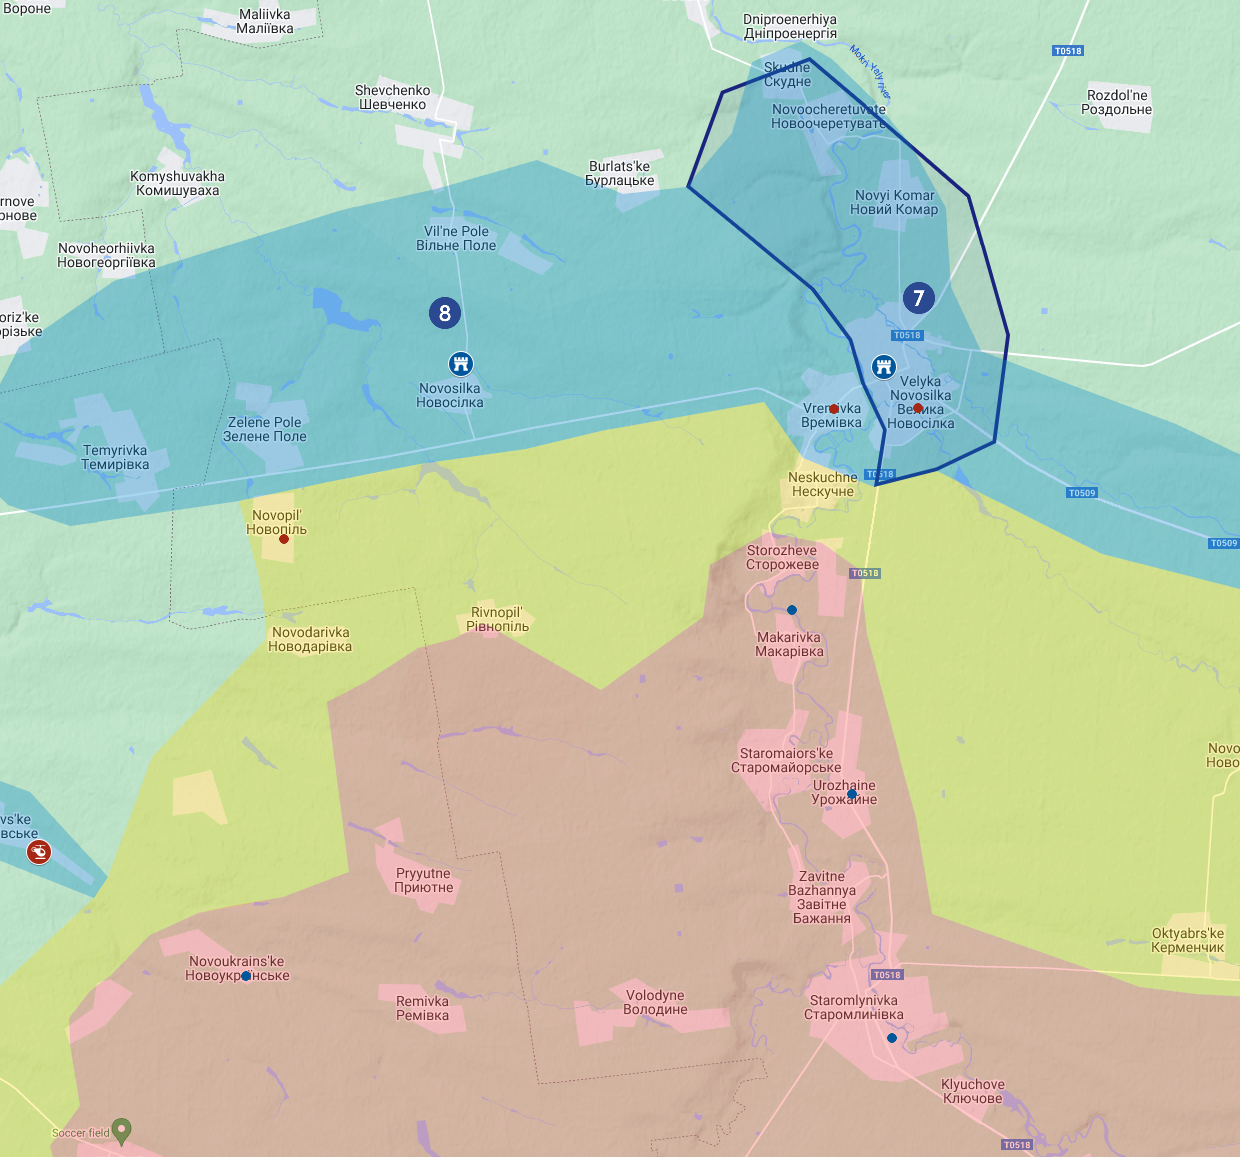 Вороне
Maliivka
Маліївка
Dniproenerhiya
Дніпроенергія
Mokri Yaly river
T0518
Skudne
Скудне
Shevchenko
Шевченко
Rozdol'ne
Роздольне
Novoocheretuvate
Новоочеретувате
Komyshuvakha
Комишуваха
Burlats'ke
Бурлацьке
Novyi Komar
Новий Комар
rnove
рнове
Vil'ne Pole
Вільне Поле
Novoheorhiivka
Новогеоргіївка
8
7
oriz'ke
орізьке
T0518
Novosilka
Новосілка
Velyka
Novosilka
Велика
Новосілка
Vremivka
Времівка
Zelene Pole
Зелене Поле
Temyrivka
Темирівка
T0518
Neskuchne
Нескучне
T0509
Novopil'
Новопіль
T0509
Storozheve
Сторожеве
T0518
Rivnopil'
Рівнопіль
Novodarivka
Новодарівка
Makarivka
Макарівка
Staromaiors'ke
Старомайорське
Novo
Ново
Urozhaine
Урожайне
vs'ke
вське
Pryyutne
Приютне
Zavitne
Bazhannya
Завітне
Бажання
Oktyabrs'ke
Керменчик
Novoukrains'ke
Новоукраїнське
T0518
Remivka
Ремівка
Volodyne
Володине
Staromlynivka
Старомлинівка
Klyuchove
Ключове
Soccer field
T0518